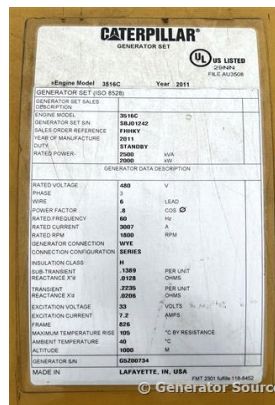 CATERPILLAR
GENERATOR SET
UL US LISTED
29NN
FILE AU3508
Engine Model 3516C Year 2011
GENERATOR SET (ISO 8528)
GENERATOR SET SALES
DESCRIPTION
ENGINE MODEL 3516C
GENERATOR SET S/N SBJ01242
SALES ORDER REFERENCE FHHKY
YEAR OF MANUFACTURE 2011
DUTY STANDBY
RATED POWER 2500 kVA
2000 kW
GENERATOR DATA DESCRIPTION
RATED VOLTAGE 480 V
PHASE 3
WIRE 6 LEAD
POWER FACTOR .8 COS Ø
RATED FREQUENCY 60 Hz
RATED CURRENT 3007 A
RATED RPM 1800 RPM
GENERATOR CONNECTION WYE
CONNECTION CONFIGURATION SERIES
INSULATION CLASS H
SUB-TRANSIENT .1389 PER UNIT
REACTANCE X"d .0128 OHMS
TRANSIENT .2235 PER UNIT
REACTANCE X'd .0206 OHMS
EXCITATION VOLTAGE 33 VOLTS
EXCITATION CURRENT 7.2 AMPS
FRAME 826
MAXIMUM TEMPERATURE RISE 105 °C BY RESISTANCE
AMBIENT TEMPERATURE 40 °C
ALTITUDE 1000 M
GENERATOR S/N G5Z00734
MADE IN LAFAYETTE, IN. USA
© Generator Source